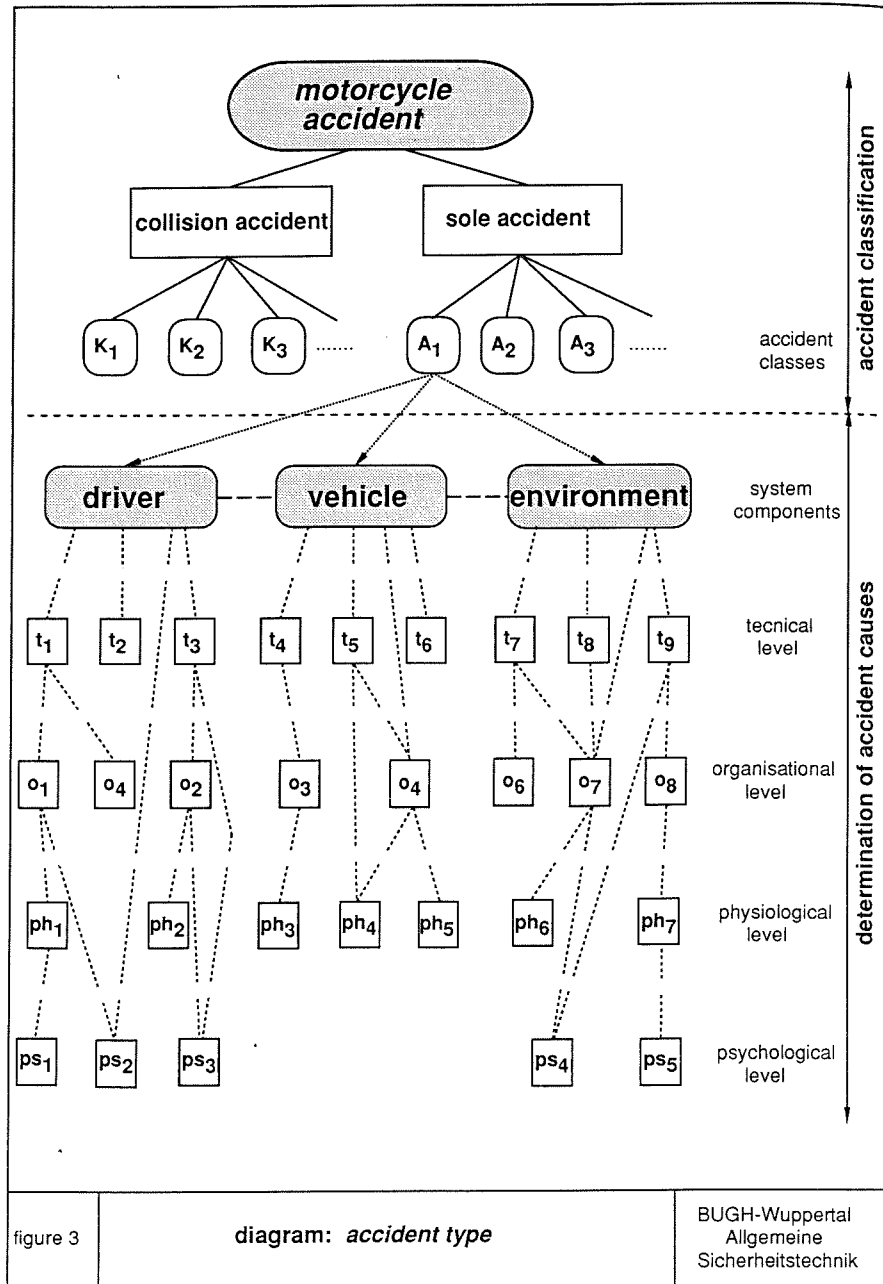 motorcycle
accident
collision accident
sole accident
K1 K2 K3 ....... A1 A2 A3 .......
accident
classes
accident classification
driver vehicle environment
system
components
t1 t2 t3 t4 t5 t6 t7 t8 t9
tecnical
level
o1 o4 o2 o3 o4 o6 o7 o8
organisational
level
ph1 ph2 ph3 ph4 ph5 ph6 ph7
physiological
level
ps1 ps2 ps3 ps4 ps5
psychological
level
determination of accident causes
figure 3
diagram: accident type
BUGH-Wuppertal
Allgemeine
Sicherheitstechnik